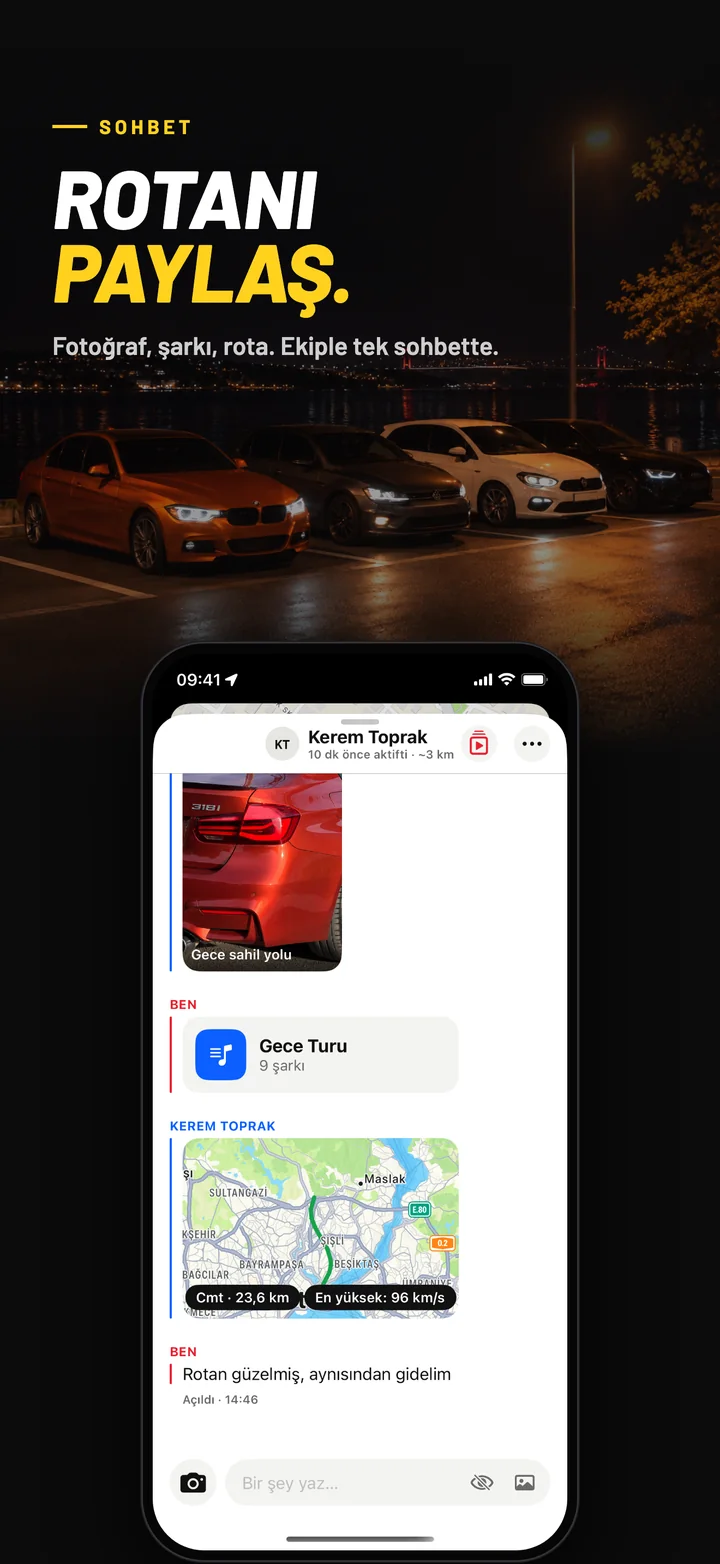 SOHBET
ROTANI
PAYLAŞ.
Fotoğraf, şarkı, rota. Ekiple tek sohbette.
09:41
KT
Kerem Toprak
10 dk önce aktifti · ~3 km
318i
Gece sahil yolu
BEN
Gece Turu
9 şarkı
KEREM TOPRAK
Maslak
SULTANGAZİ
E.80
KŞEHİR
ŞİŞLİ
O.2
BAYRAMPAŞA
BEŞİKTAŞ
BAĞCILAR
ÜMRANİYE
Cmt · 23,6 km
En yüksek: 96 km/s
BEN
Rotan güzelmiş, aynısından gidelim
Açıldı · 14:46
Bir şey yaz...